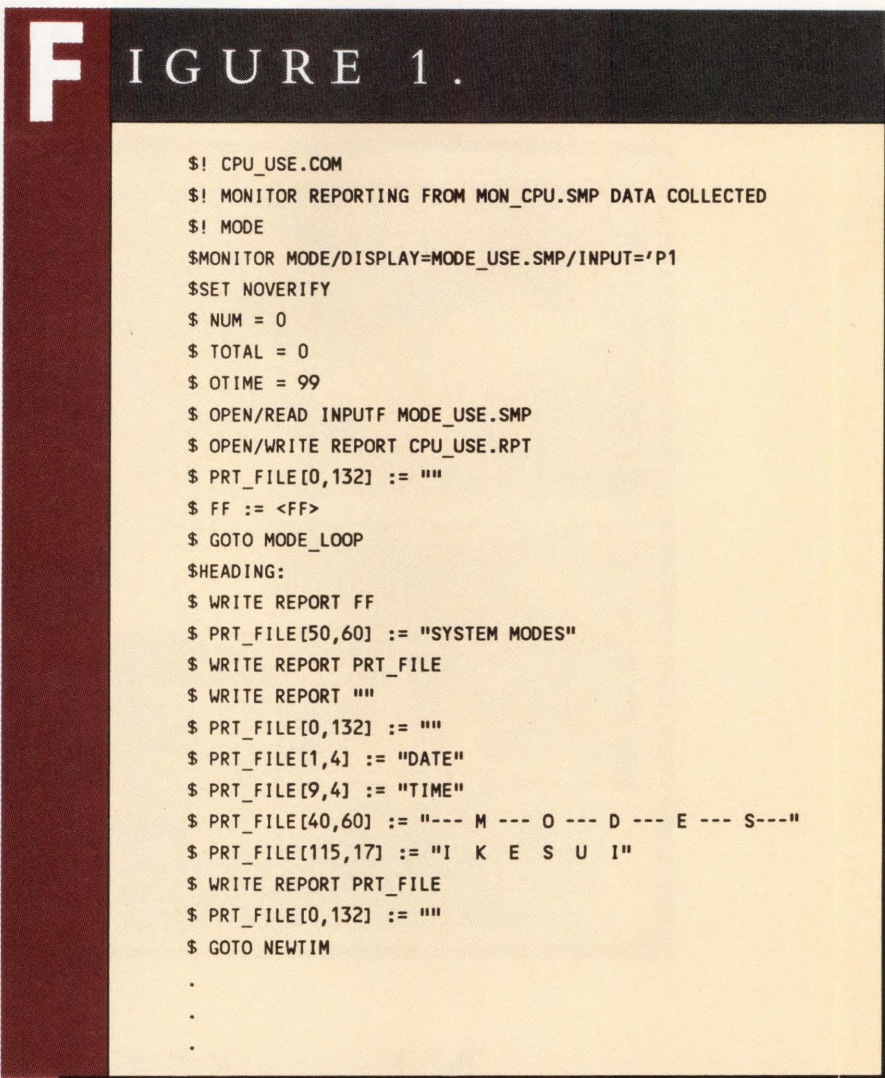 FIGURE 1.
$! CPU_USE.COM
$! MONITOR REPORTING FROM MON_CPU.SMP DATA COLLECTED
$! MODE
$MONITOR MODE/DISPLAY=MODE_USE.SMP/INPUT='P1
$SET NOVERIFY
$ NUM = 0
$ TOTAL = 0
$ OTIME = 99
$ OPEN/READ INPUTF MODE_USE.SMP
$ OPEN/WRITE REPORT CPU_USE.RPT
$ PRT_FILE[0,132] := ""
$ FF := <FF>
$ GOTO MODE_LOOP
$HEADING:
$ WRITE REPORT FF
$ PRT_FILE[50,60] := "SYSTEM MODES"
$ WRITE REPORT PRT_FILE
$ WRITE REPORT ""
$ PRT_FILE[0,132] := ""
$ PRT_FILE[1,4] := "DATE"
$ PRT_FILE[9,4] := "TIME"
$ PRT_FILE[40,60] := "--- M --- O --- D --- E --- S---"
$ PRT_FILE[115,17] := "I  K  E  S  U  I"
$ WRITE REPORT PRT_FILE
$ PRT_FILE[0,132] := ""
$ GOTO NEWTIM
.
.
.